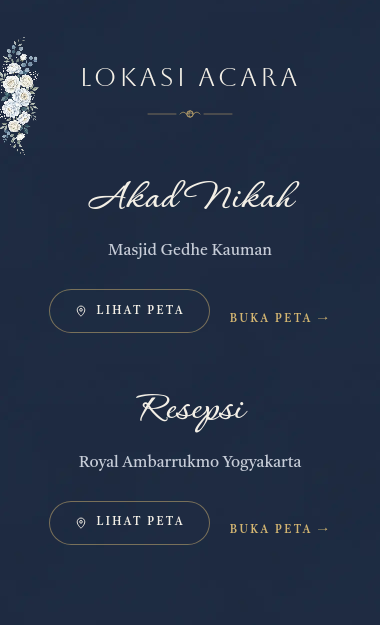 LOKASI ACARA
Akad Nikah
Masjid Gedhe Kauman
LIHAT PETA
BUKA PETA →
Resepsi
Royal Ambarrukmo Yogyakarta
LIHAT PETA
BUKA PETA →